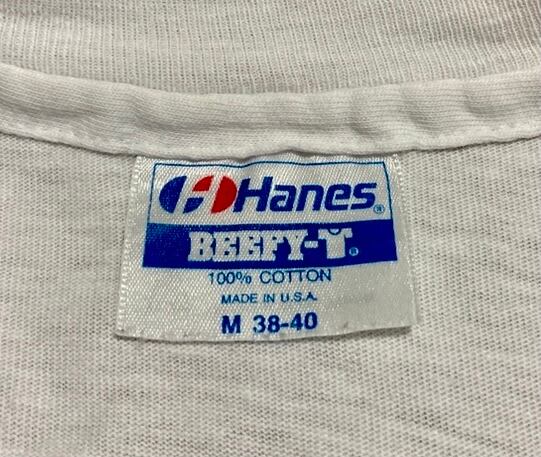 Hanes®
BEEFY-T®
100% COTTON
MADE IN U.S.A.
M 38-40